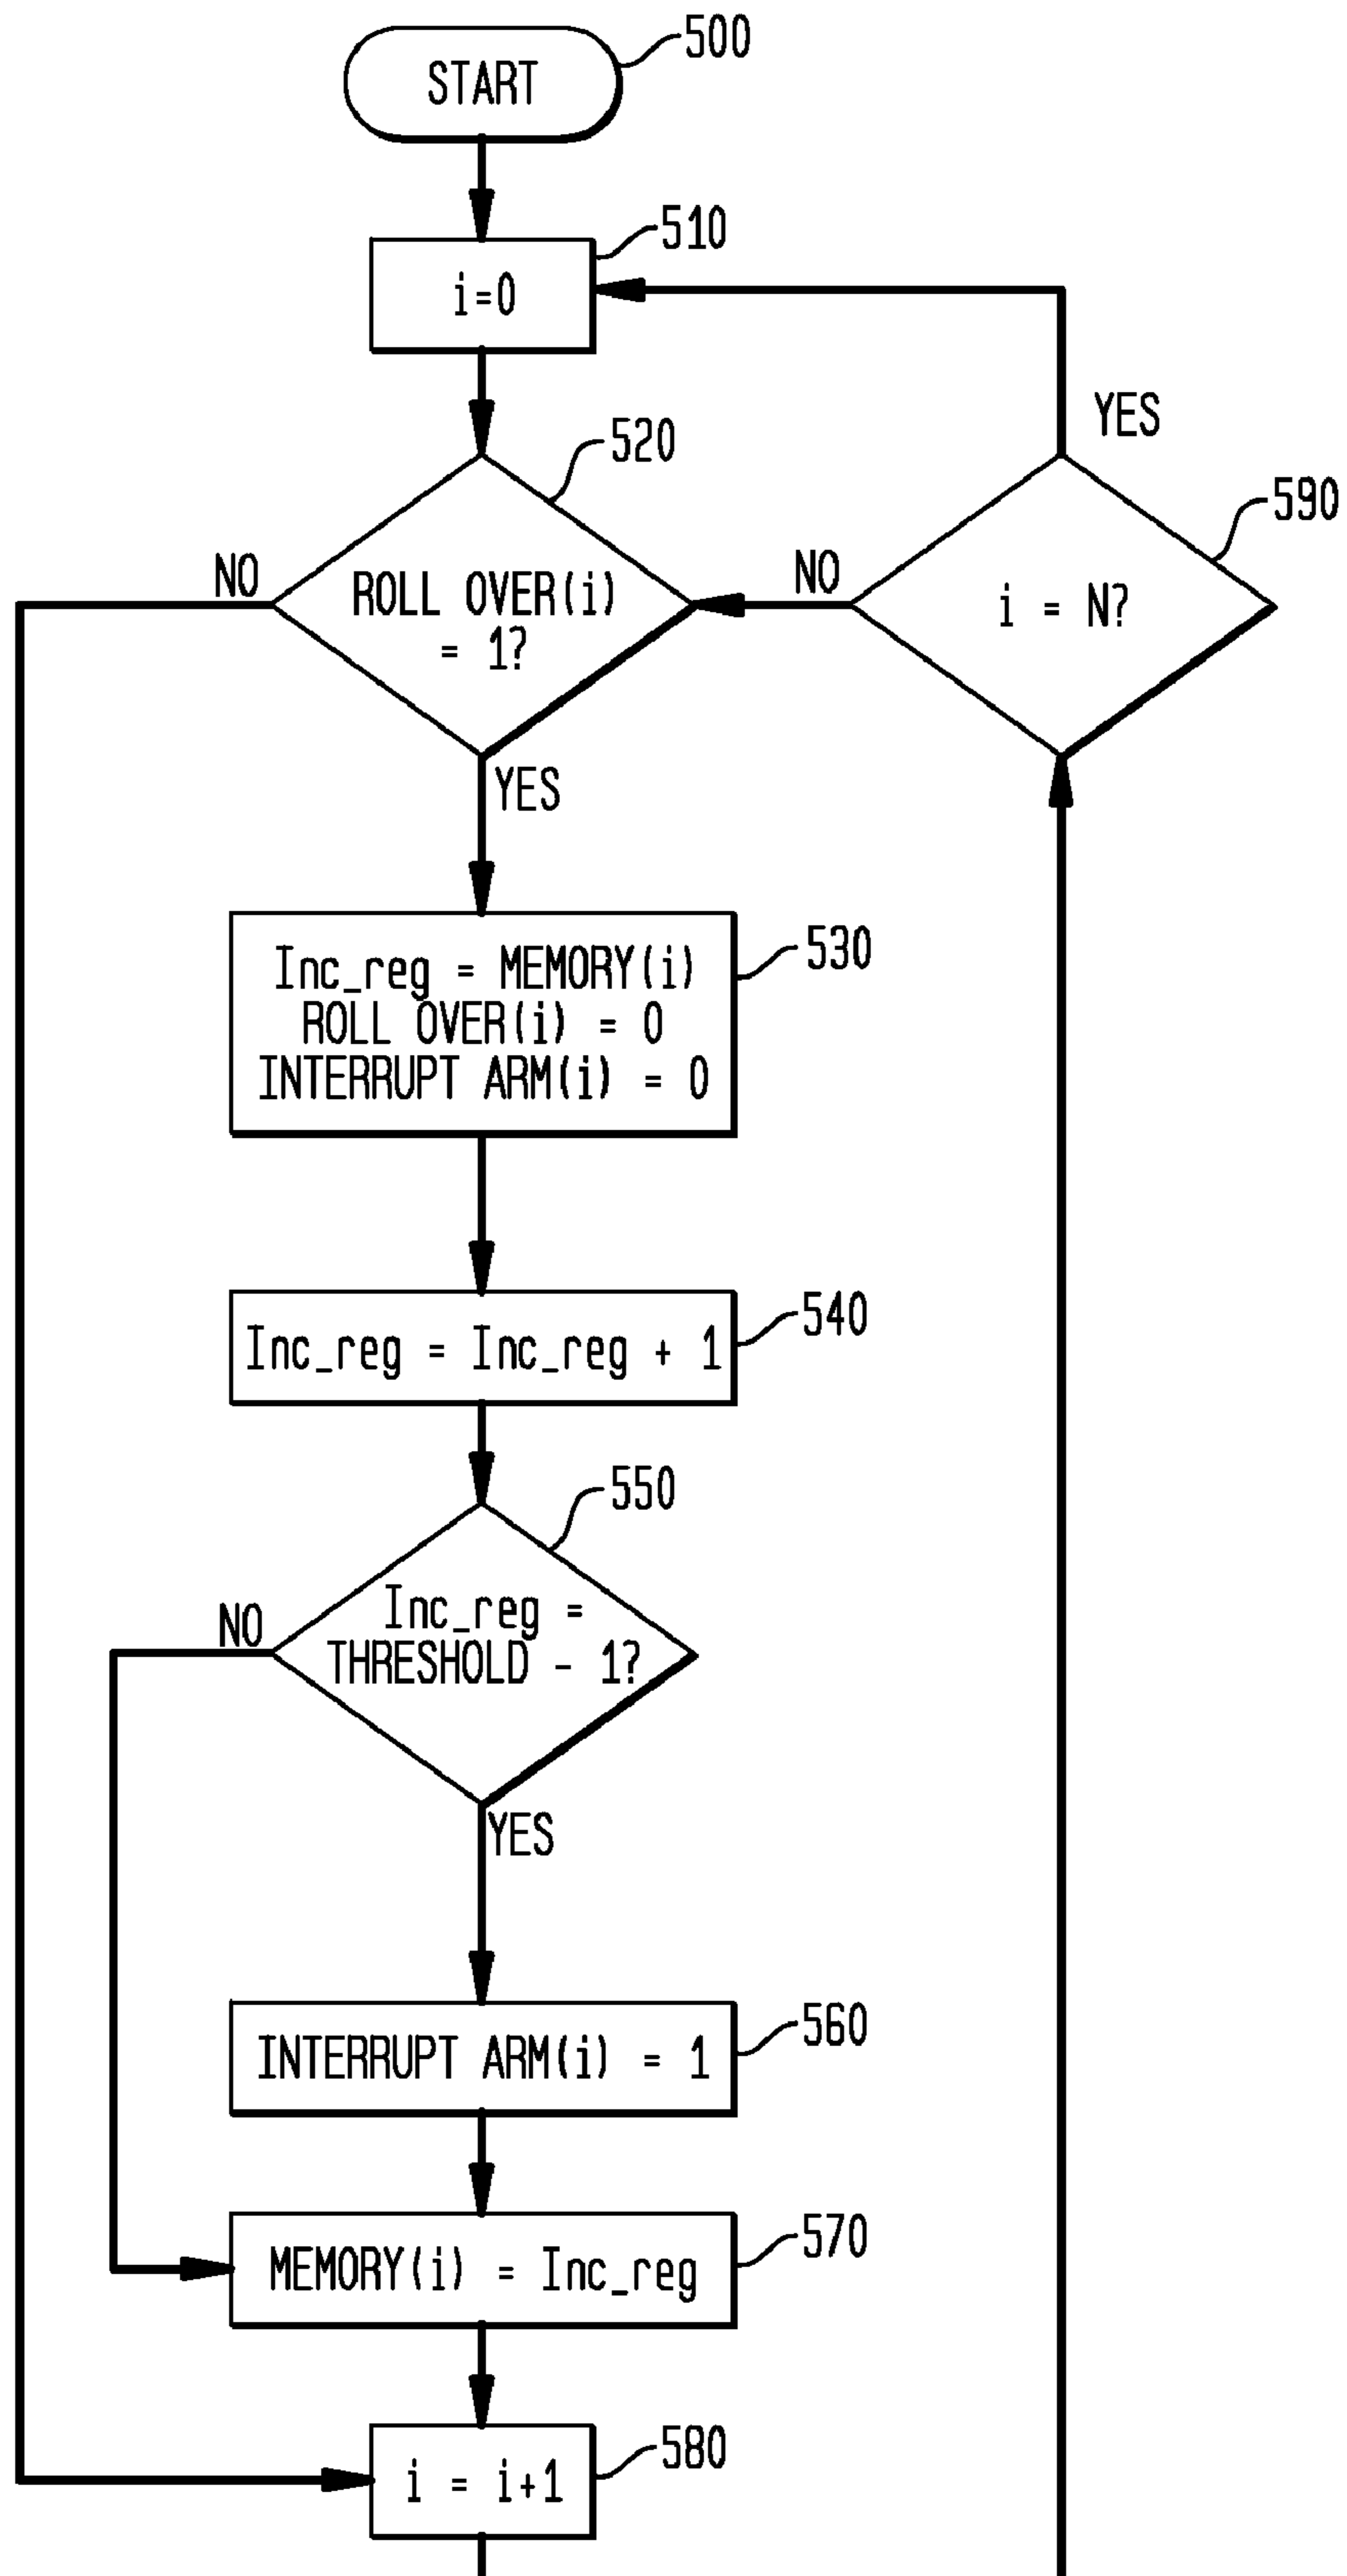 START
500
i=0
510
YES
520
590
NO
ROLL OVER(i)
= 1?
NO
i = N?
YES
Inc_reg = MEMORY(i)
ROLL OVER(i) = 0
INTERRUPT ARM(i) = 0
530
Inc_reg = Inc_reg + 1
540
550
NO
Inc_reg =
THRESHOLD - 1?
YES
INTERRUPT ARM(i) = 1
560
MEMORY(i) = Inc_reg
570
i = i+1
580